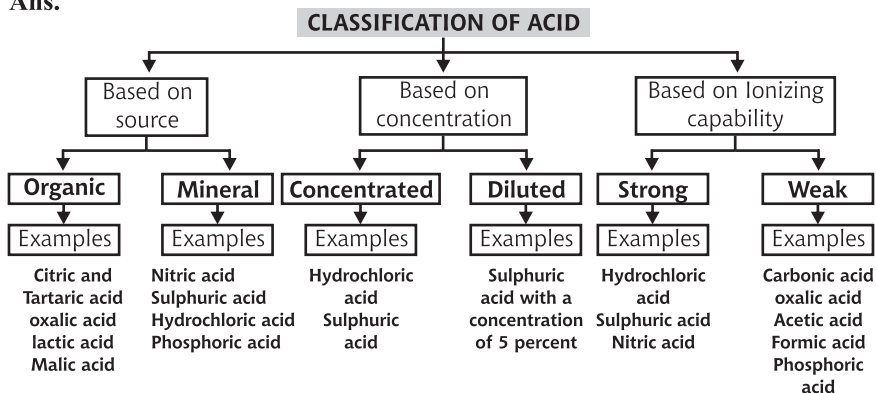 Ans.
CLASSIFICATION OF ACID
Based on
source
Based on
concentration
Based on Ionizing
capability
Organic
Mineral
Concentrated
Diluted
Strong
Weak
Examples
Examples
Examples
Examples
Examples
Examples
Citric and
Tartaric acid
oxalic acid
lactic acid
Malic acid
Nitric acid
Sulphuric acid
Hydrochloric acid
Phosphoric acid
Hydrochloric
acid
Sulphuric
acid
Sulphuric
acid with a
concentration
of 5 percent
Hydrochloric
acid
Sulphuric acid
Nitric acid
Carbonic acid
oxalic acid
Acetic acid
Formic acid
Phosphoric
acid